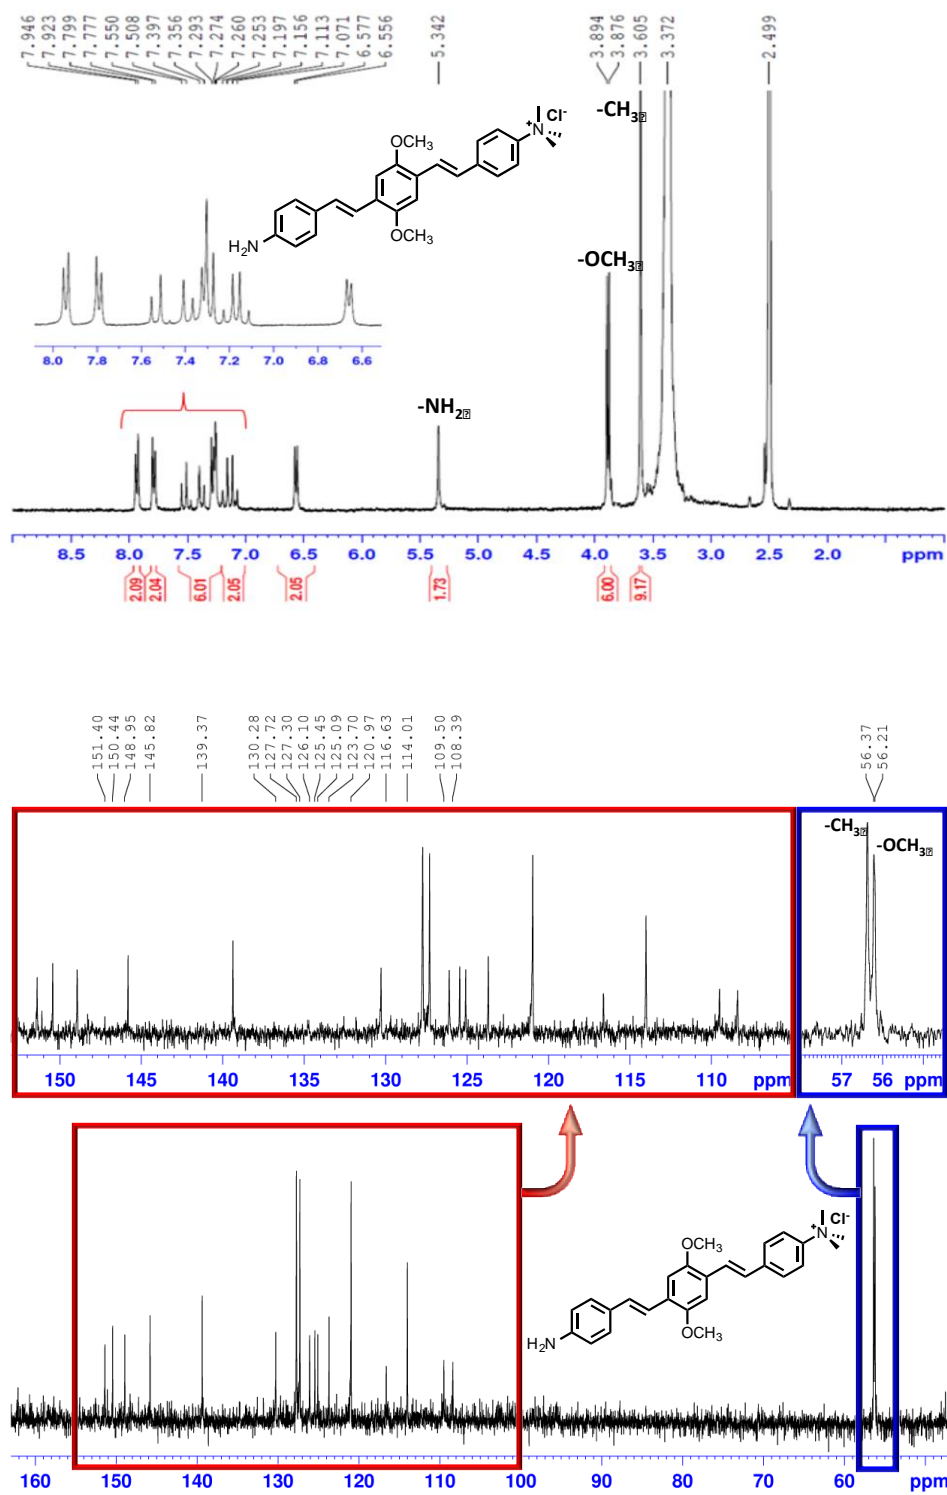 7.946
7.923
7.799
7.777
7.550
7.508
7.397
7.356
7.293
7.274
7.260
7.253
7.197
7.156
7.113
7.071
6.577
6.556
5.342
3.894
3.876
3.605
3.372
2.499
-CH3
Cl-
N+
OCH3
OCH3
H2N
-OCH3
8.0 7.8 7.6 7.4 7.2 7.0 6.8 6.6
-NH2
8.5 8.0 7.5 7.0 6.5 6.0 5.5 5.0 4.5 4.0 3.5 3.0 2.5 2.0 ppm
2.09
2.04
6.01
2.05
2.05
1.73
6.00
9.17
151.40
150.44
148.95
145.82
139.37
130.28
127.72
127.30
126.10
125.45
125.09
123.70
120.97
116.63
114.01
109.50
108.39
56.37
56.21
-CH3
-OCH3
150 145 140 135 130 125 120 115 110 ppm
57 56 ppm
Cl-
N+
OCH3
OCH3
H2N
160 150 140 130 120 110 100 90 80 70 60 ppm